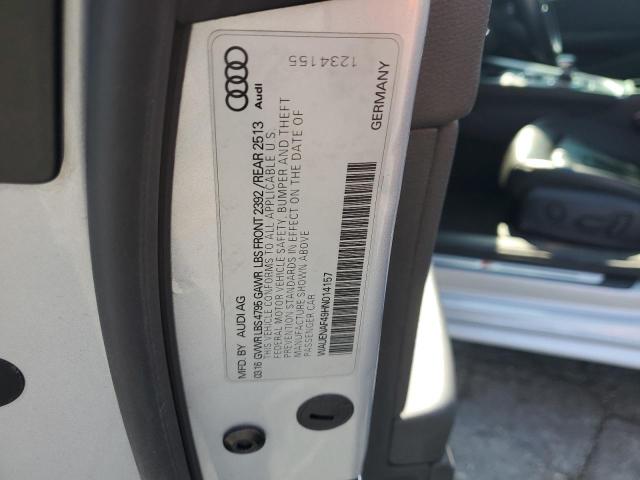 Audi
1234155
MFD. BY AUDI AG
GERMANY
0316 GVWR LBS 4795 GAWR LBS FRONT 2392 / REAR 2513
THIS VEHICLE CONFORMS TO ALL APPLICABLE U.S.
FEDERAL MOTOR VEHICLE SAFETY, BUMPER AND THEFT
PREVENTION STANDARDS IN EFFECT ON THE DATE OF
MANUFACTURE SHOWN ABOVE
PASSENGER CAR
WAUENAF49HN014157